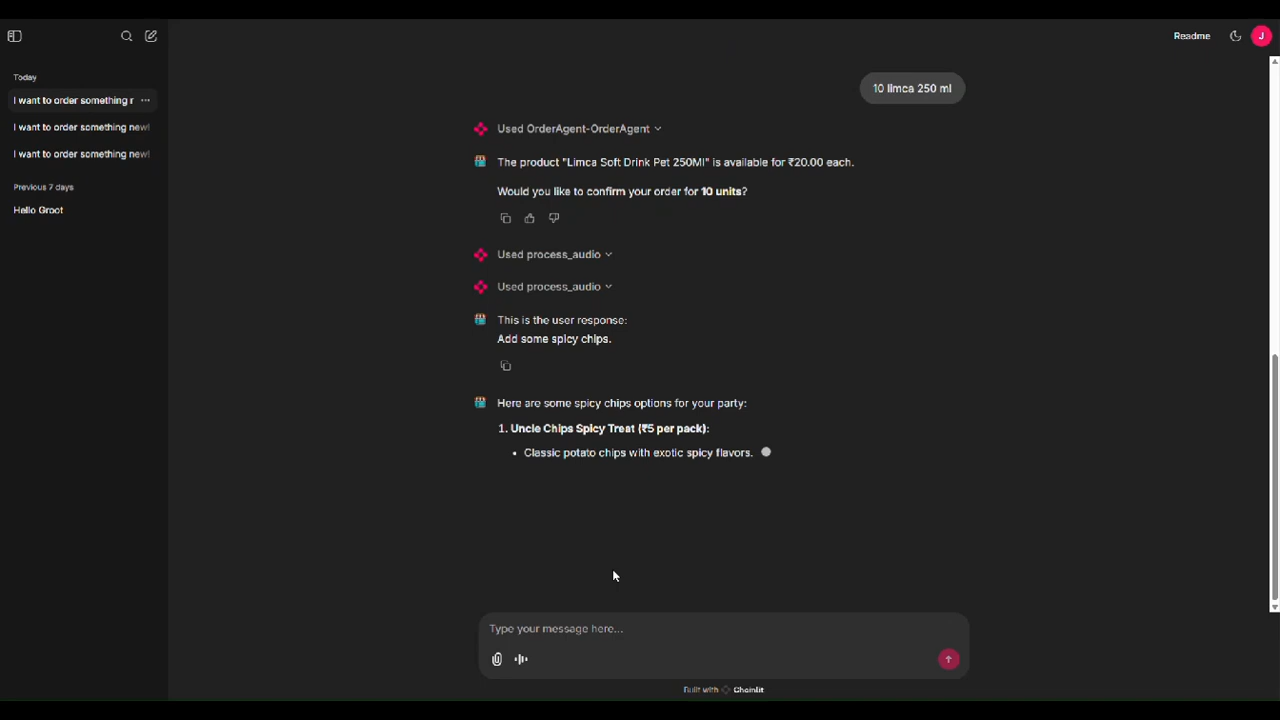 Readme
J
Today
I want to order something r ···
I want to order something new!
I want to order something new!
Previous 7 days
Hello Groot
10 limca 250 ml
Used OrderAgent-OrderAgent
The product "Limca Soft Drink Pet 250Ml" is available for ₹20.00 each.
Would you like to confirm your order for 10 units?
Used process_audio
Used process_audio
This is the user response:
Add some spicy chips.
Here are some spicy chips options for your party:
1. Uncle Chips Spicy Treat (₹5 per pack):
• Classic potato chips with exotic spicy flavors.
Type your message here...
Built with Chainlit